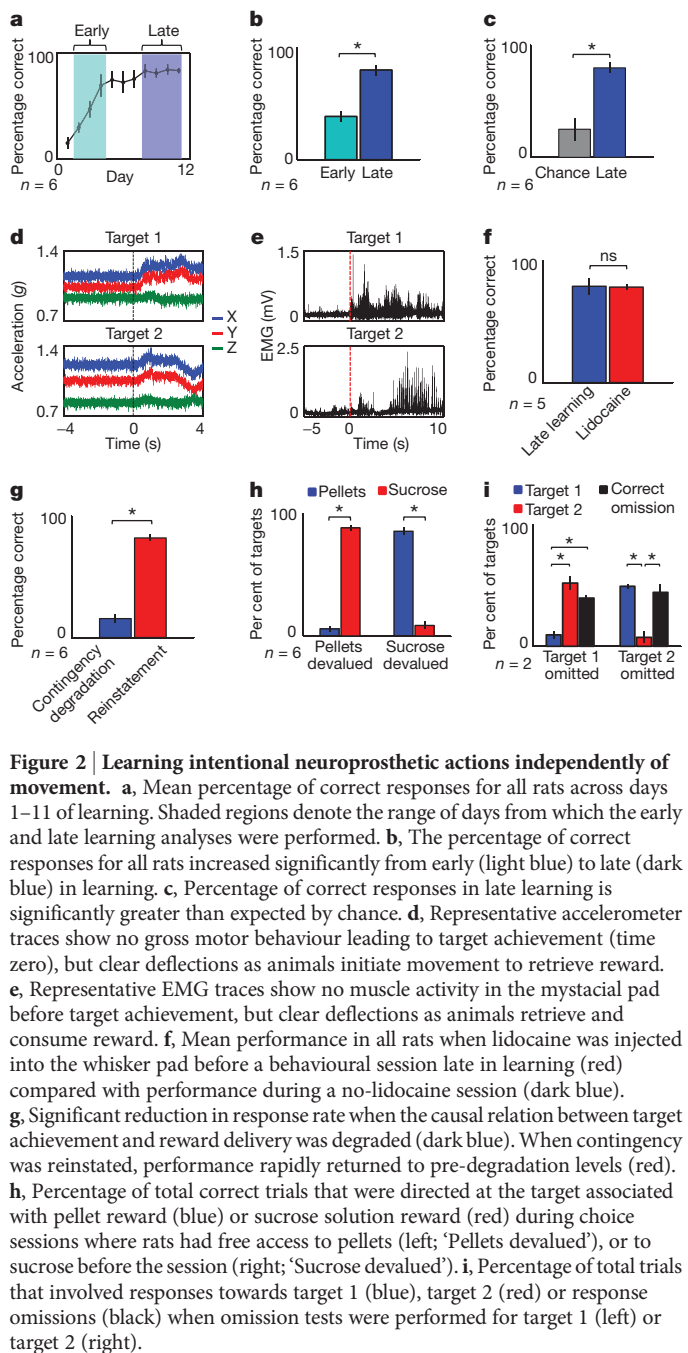 a
Early Late
Percentage correct
100
0
0 Day 12
n = 6
b
Percentage correct
100
0
*
Early Late
n = 6
c
Percentage correct
100
0
*
Chance Late
n = 6
d
Target 1
1.4
0.7
Target 2
1.4
0.7
Acceleration (g)
X
Y
Z
−4 0 4
Time (s)
e
Target 1
1.5
0
Target 2
2.5
0
EMG (mV)
−5 0 10
Time (s)
f
Percentage correct
100
0
ns
n = 5
Late learning
Lidocaine
g
Percentage correct
100
0
*
n = 6
Contingency
degradation
Reinstatement
h
Pellets Sucrose
Per cent of targets
100
0
* *
n = 6
Pellets
devalued
Sucrose
devalued
i
Target 1
Target 2
Correct
omission
Per cent of targets
100
0
*
*
* *
n = 2
Target 1
omitted
Target 2
omitted
Figure 2 | Learning intentional neuroprosthetic actions independently of
movement. a, Mean percentage of correct responses for all rats across days
1–11 of learning. Shaded regions denote the range of days from which the early
and late learning analyses were performed. b, The percentage of correct
responses for all rats increased significantly from early (light blue) to late (dark
blue) in learning. c, Percentage of correct responses in late learning is
significantly greater than expected by chance. d, Representative accelerometer
traces show no gross motor behaviour leading to target achievement (time
zero), but clear deflections as animals initiate movement to retrieve reward.
e, Representative EMG traces show no muscle activity in the mystacial pad
before target achievement, but clear deflections as animals retrieve and
consume reward. f, Mean performance in all rats when lidocaine was injected
into the whisker pad before a behavioural session late in learning (red)
compared with performance during a no-lidocaine session (dark blue).
g, Significant reduction in response rate when the causal relation between target
achievement and reward delivery was degraded (dark blue). When contingency
was reinstated, performance rapidly returned to pre-degradation levels (red).
h, Percentage of total correct trials that were directed at the target associated
with pellet reward (blue) or sucrose solution reward (red) during choice
sessions where rats had free access to pellets (left; ‘Pellets devalued’), or to
sucrose before the session (right; ‘Sucrose devalued’). i, Percentage of total trials
that involved responses towards target 1 (blue), target 2 (red) or response
omissions (black) when omission tests were performed for target 1 (left) or
target 2 (right).